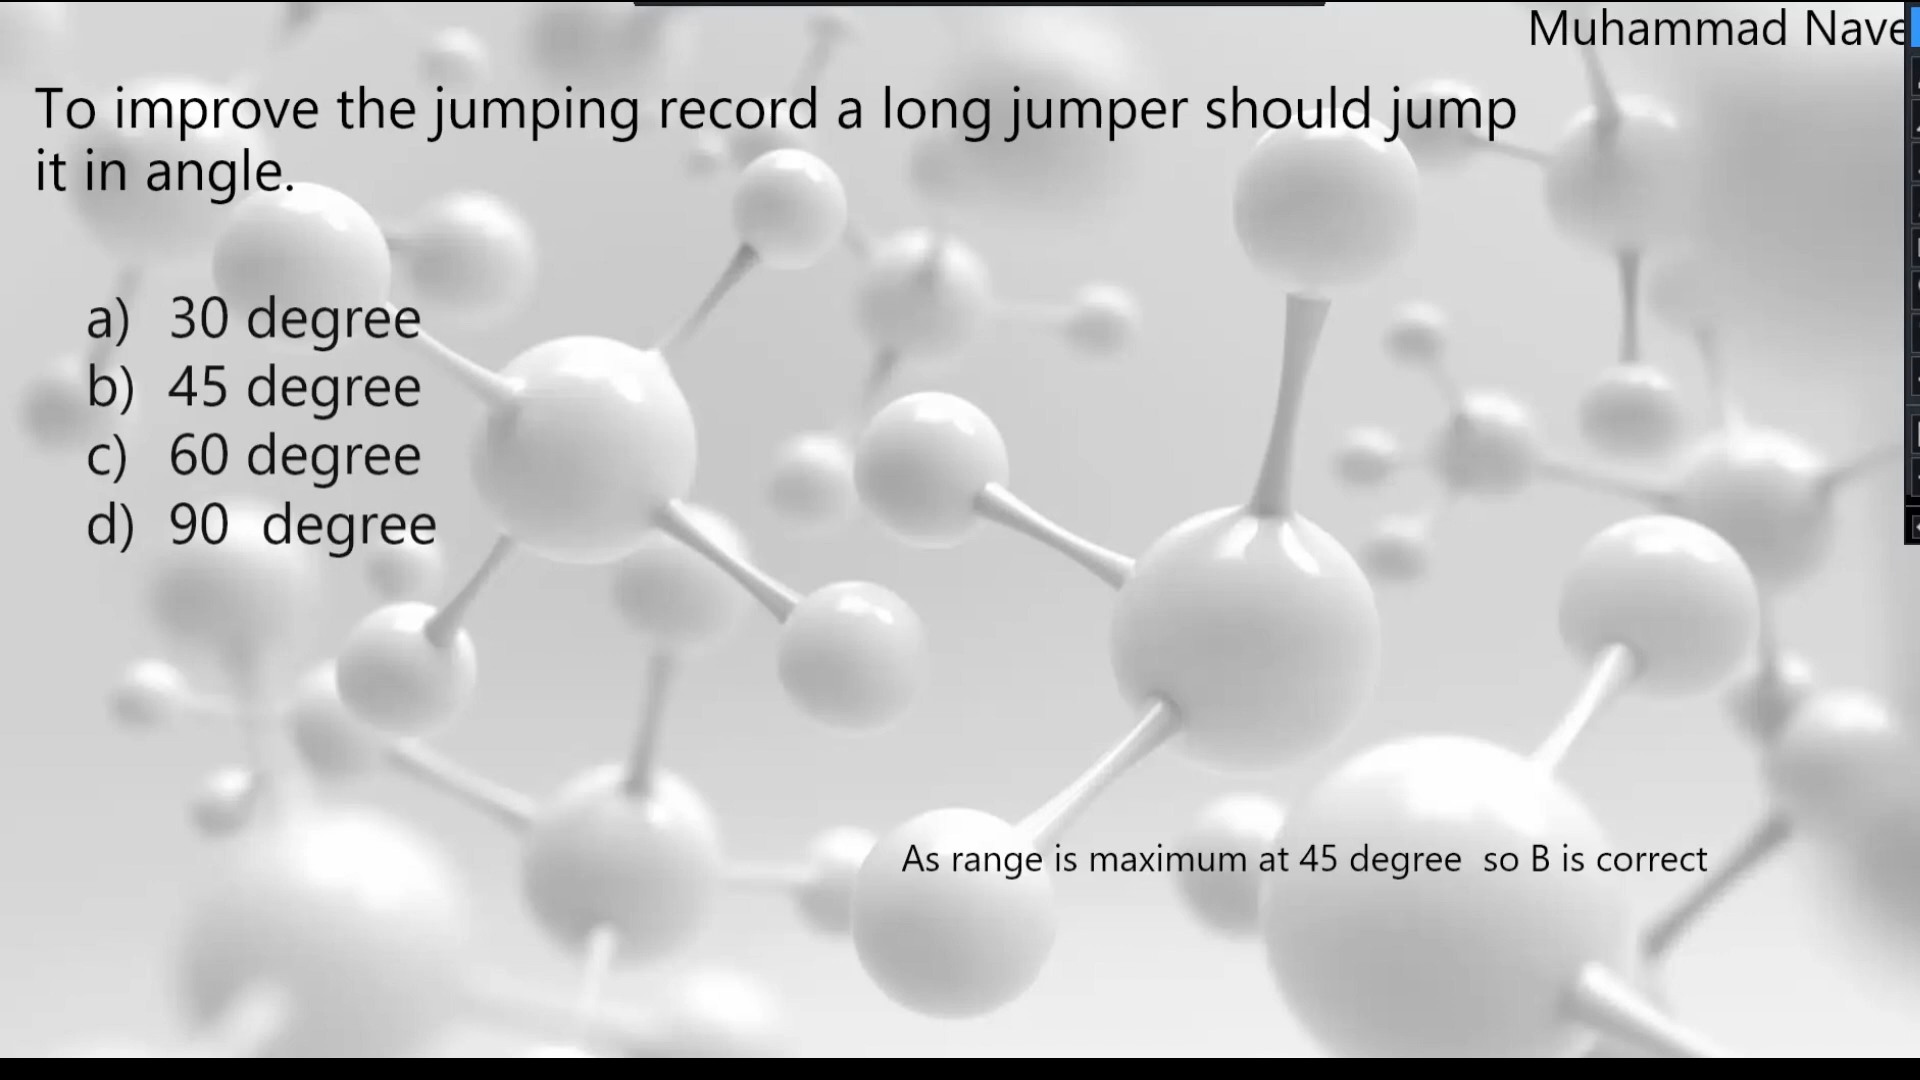 Muhammad Nave
To improve the jumping record a long jumper should jump
it in angle.
a) 30 degree
b) 45 degree
c) 60 degree
d) 90 degree
As range is maximum at 45 degree so B is correct